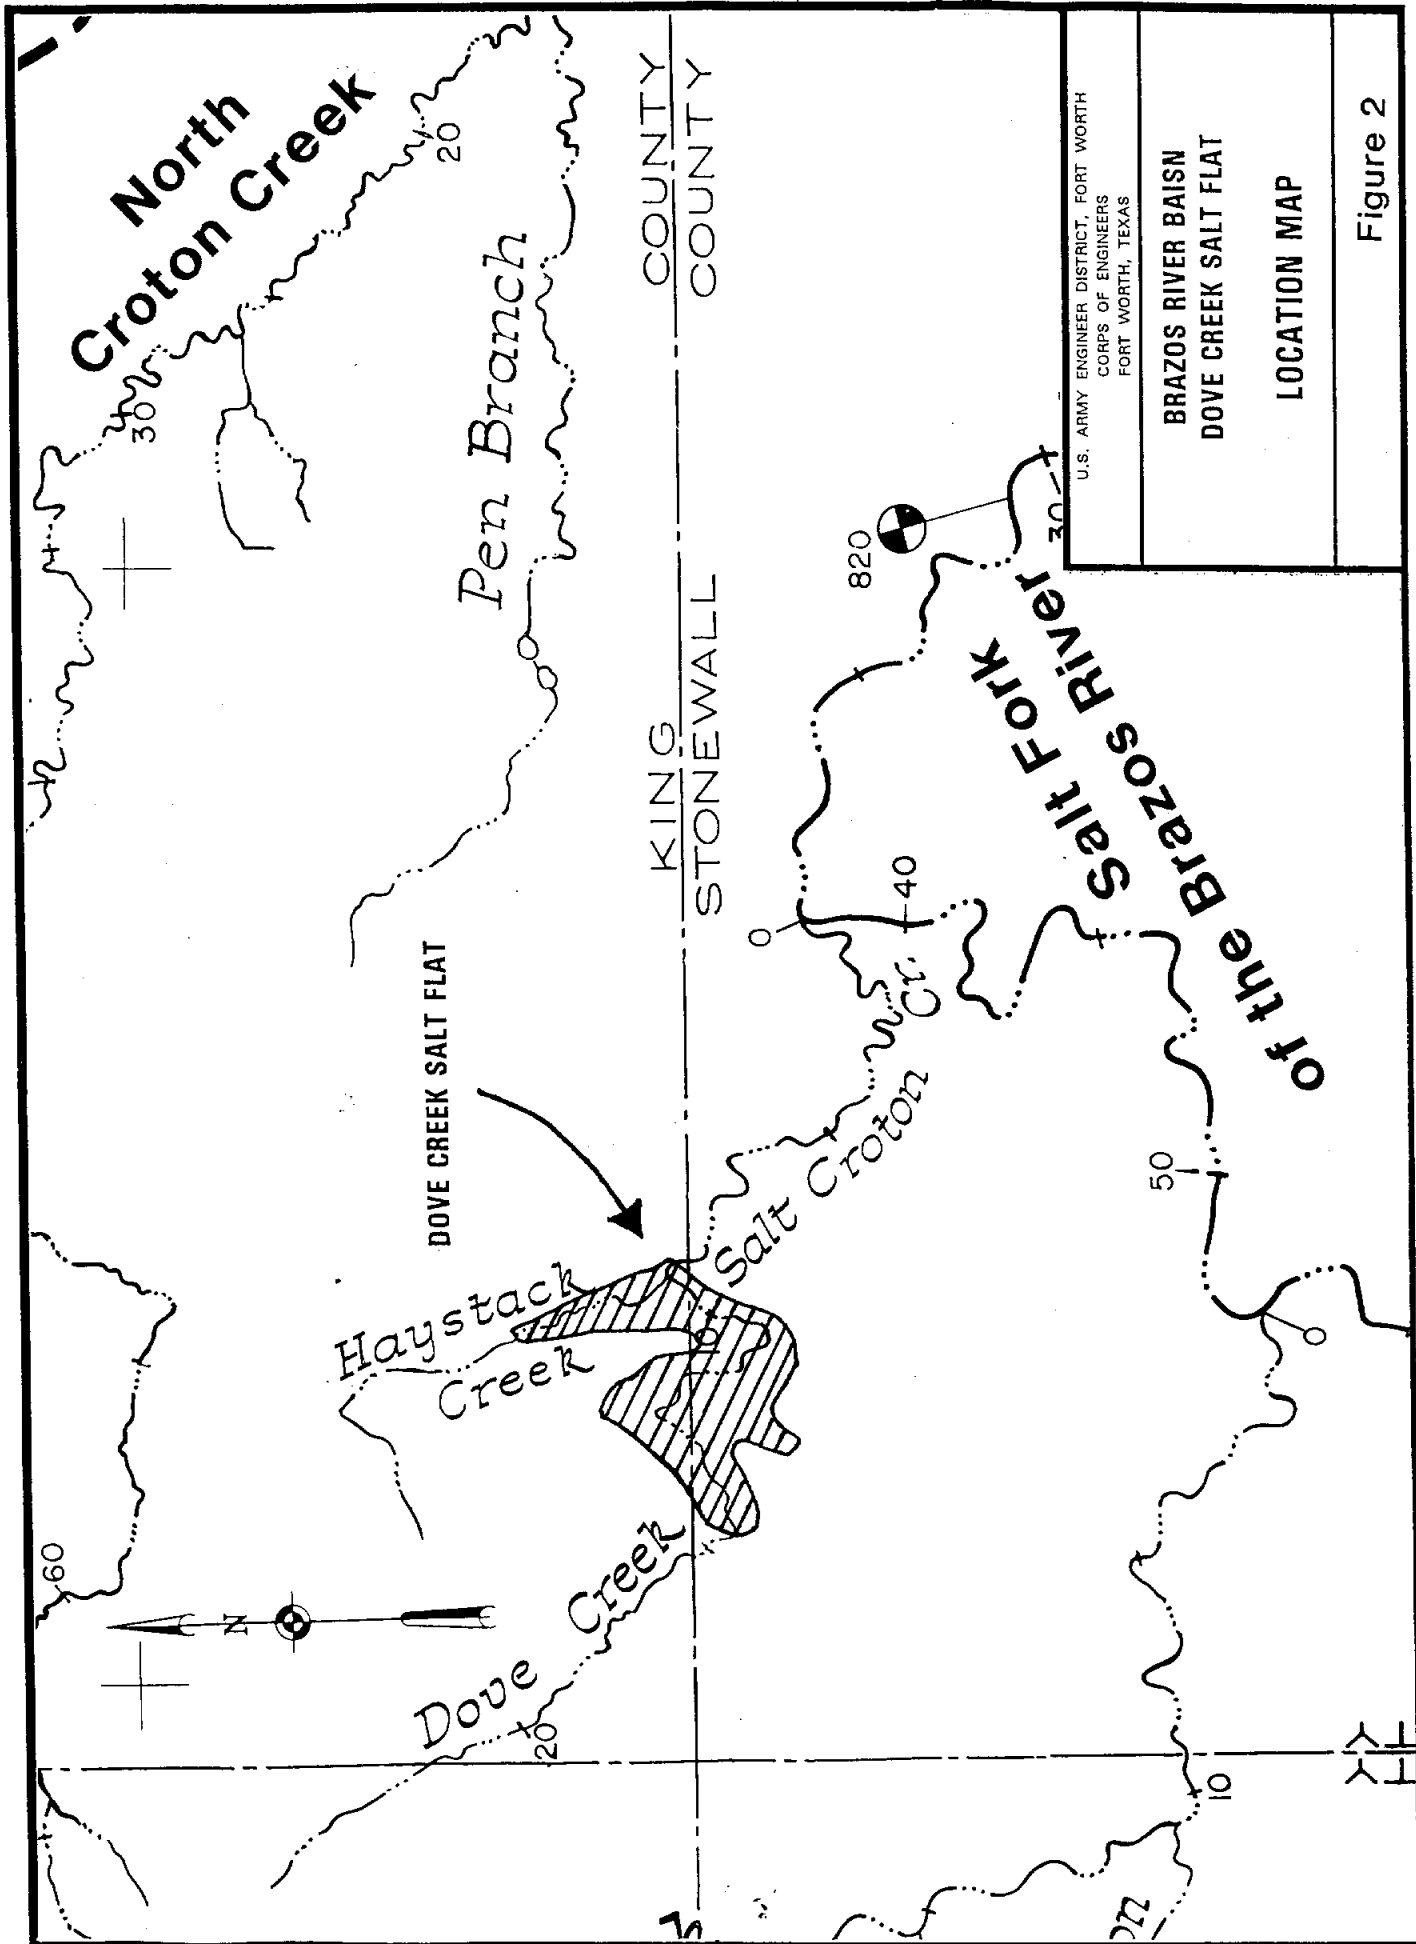 North
Croton Creek
20
30
60
Pen Branch
DOVE CREEK SALT FLAT
Haystack
Creek
Dove Creek
20
KING COUNTY
STONEWALL COUNTY
10
Salt Croton Cr.
0
40
820
30
Salt Fork
of the Brazos River
50
0
10
U.S. ARMY ENGINEER DISTRICT, FORT WORTH
CORPS OF ENGINEERS
FORT WORTH, TEXAS
BRAZOS RIVER BAISN
DOVE CREEK SALT FLAT
LOCATION MAP
Figure 2
N